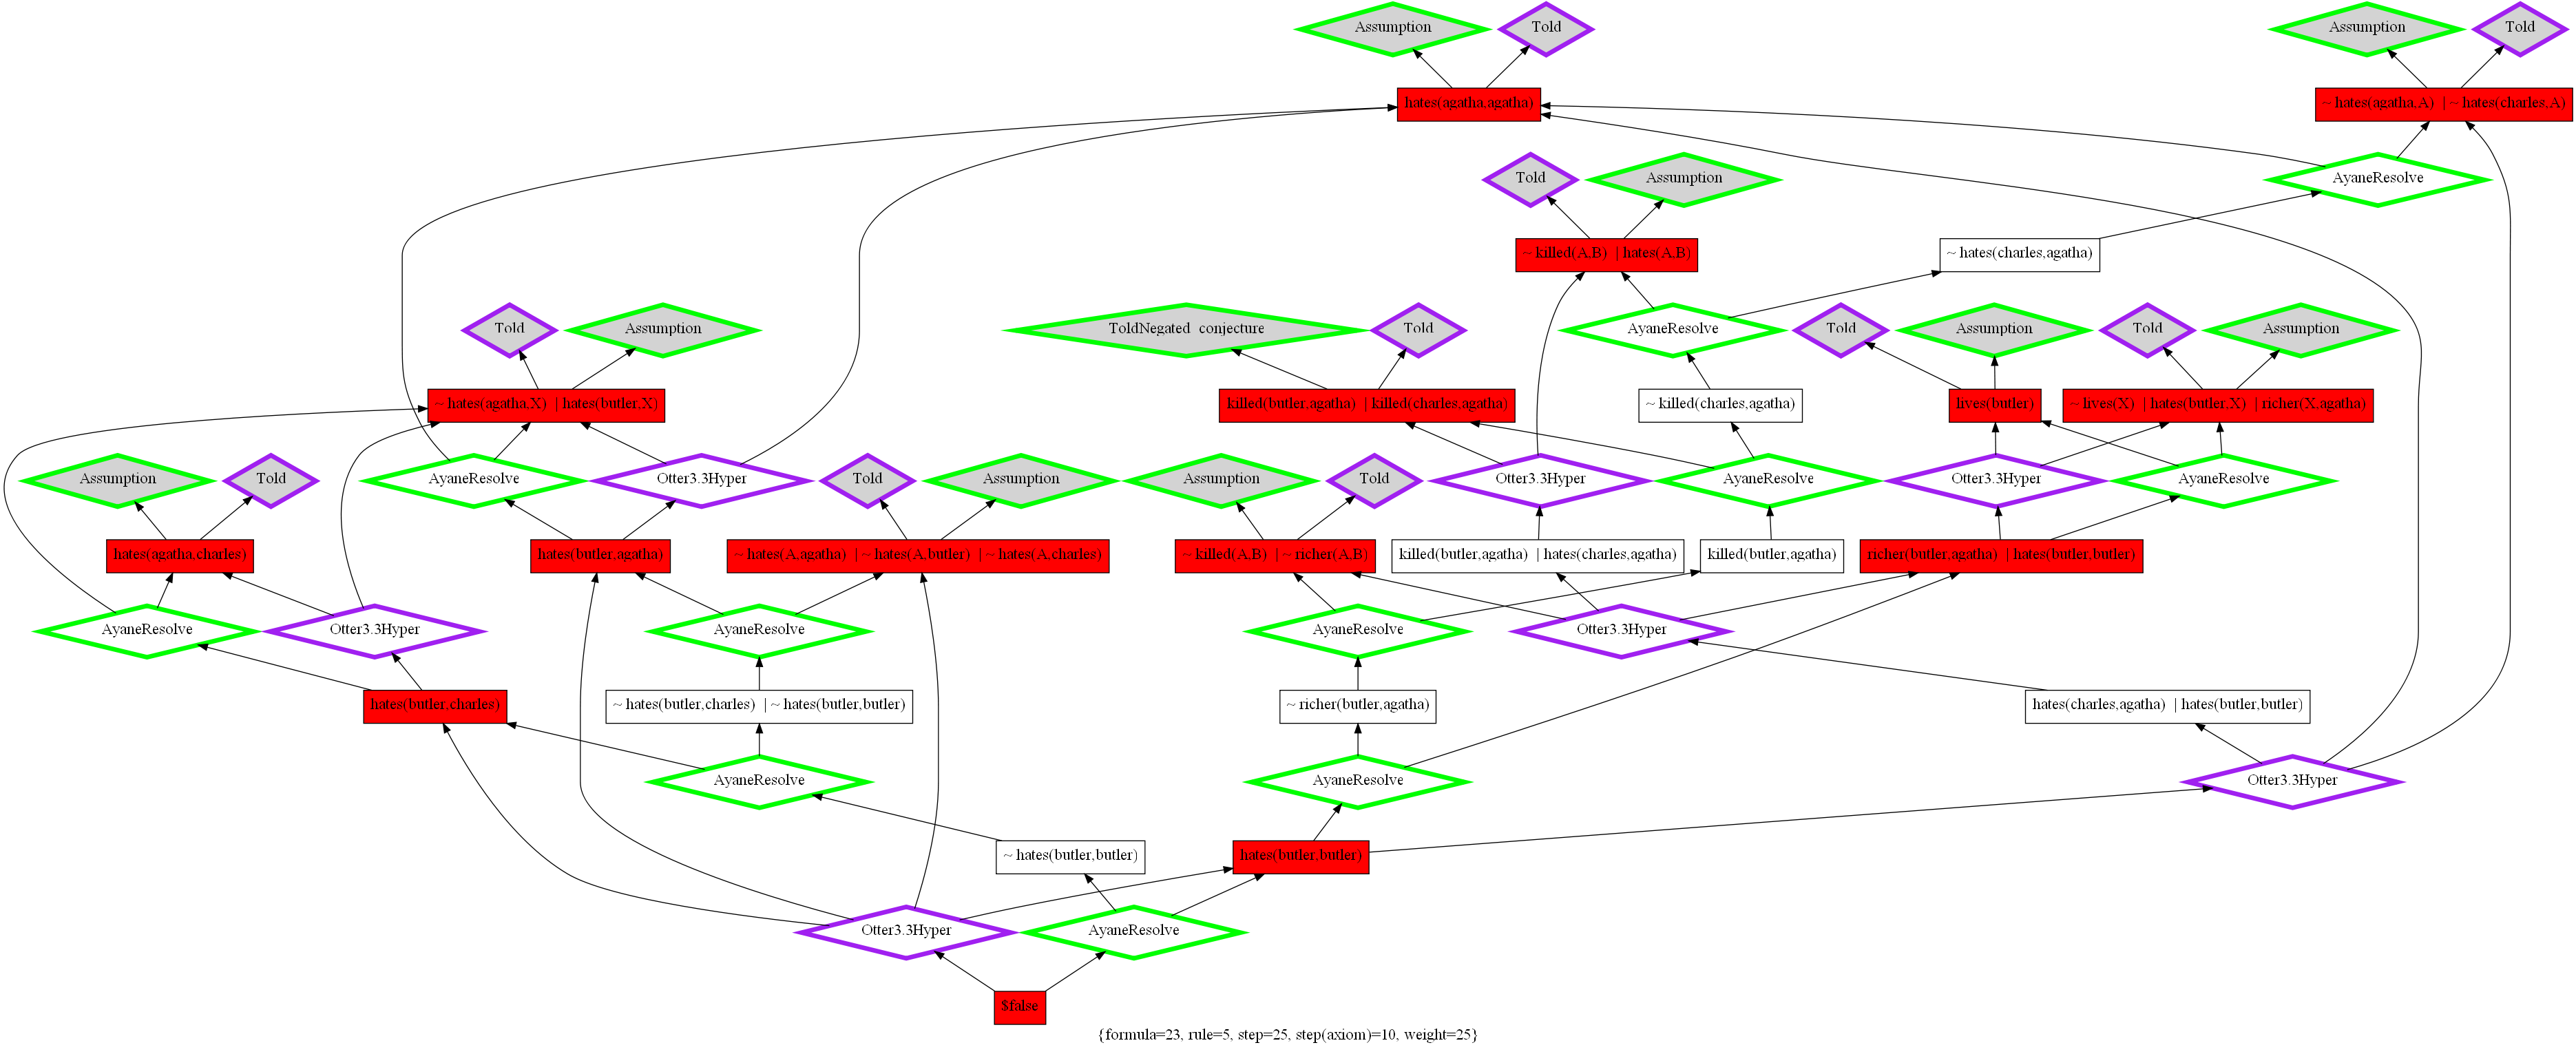 Assumption
Told
Assumption
Told
hates(agatha,agatha)
~ hates(agatha,A) | ~ hates(charles,A)
Told
Assumption
AyaneResolve
~ killed(A,B) | hates(A,B)
~ hates(charles,agatha)
Told
Assumption
ToldNegated conjecture
Told
AyaneResolve
Told
Assumption
Told
Assumption
~ hates(agatha,X) | hates(butler,X)
killed(butler,agatha) | killed(charles,agatha)
~ killed(charles,agatha)
lives(butler)
~ lives(X) | hates(butler,X) | richer(X,agatha)
Assumption
Told
AyaneResolve
Otter3.3Hyper
Told
Assumption
Assumption
Told
Otter3.3Hyper
AyaneResolve
Otter3.3Hyper
AyaneResolve
hates(agatha,charles)
hates(butler,agatha)
~ hates(A,agatha) | ~ hates(A,butler) | ~ hates(A,charles)
~ killed(A,B) | ~ richer(A,B)
killed(butler,agatha) | hates(charles,agatha)
killed(butler,agatha)
richer(butler,agatha) | hates(butler,butler)
AyaneResolve
Otter3.3Hyper
AyaneResolve
AyaneResolve
Otter3.3Hyper
hates(butler,charles)
~ hates(butler,charles) | ~ hates(butler,butler)
~ richer(butler,agatha)
hates(charles,agatha) | hates(butler,butler)
AyaneResolve
AyaneResolve
Otter3.3Hyper
~ hates(butler,butler)
hates(butler,butler)
Otter3.3Hyper
AyaneResolve
$false
{formula=23, rule=5, step=25, step(axiom)=10, weight=25}